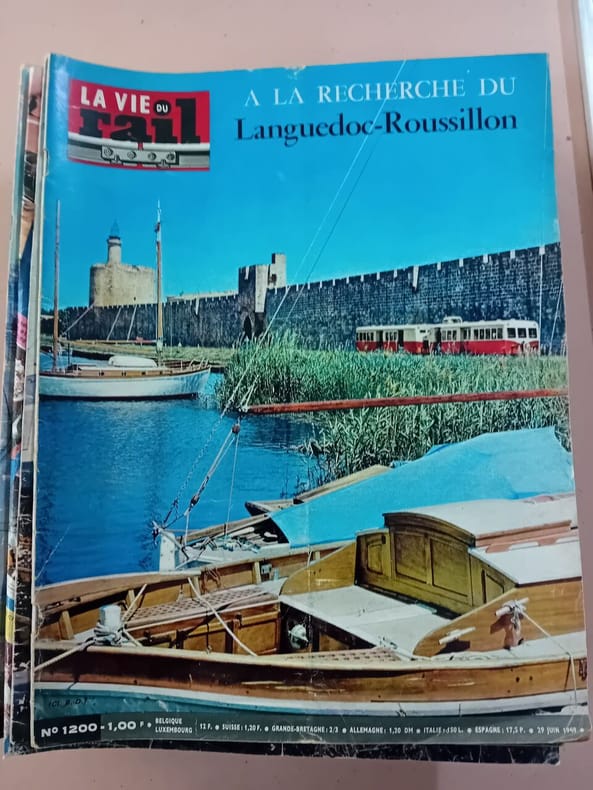 LA VIE DU
rail
A LA RECHERCHE DU
Languedoc-Roussillon
N° 1200 - 1,00 F • BELGIQUE LUXEMBOURG 12 F. • SUISSE : 1,20 F. • GRANDE-BRETAGNE : 2/3 • ALLEMAGNE : 1,30 DM • ITALIE : 150 L. • ESPAGNE : 17,5 P. • 29 JUIN